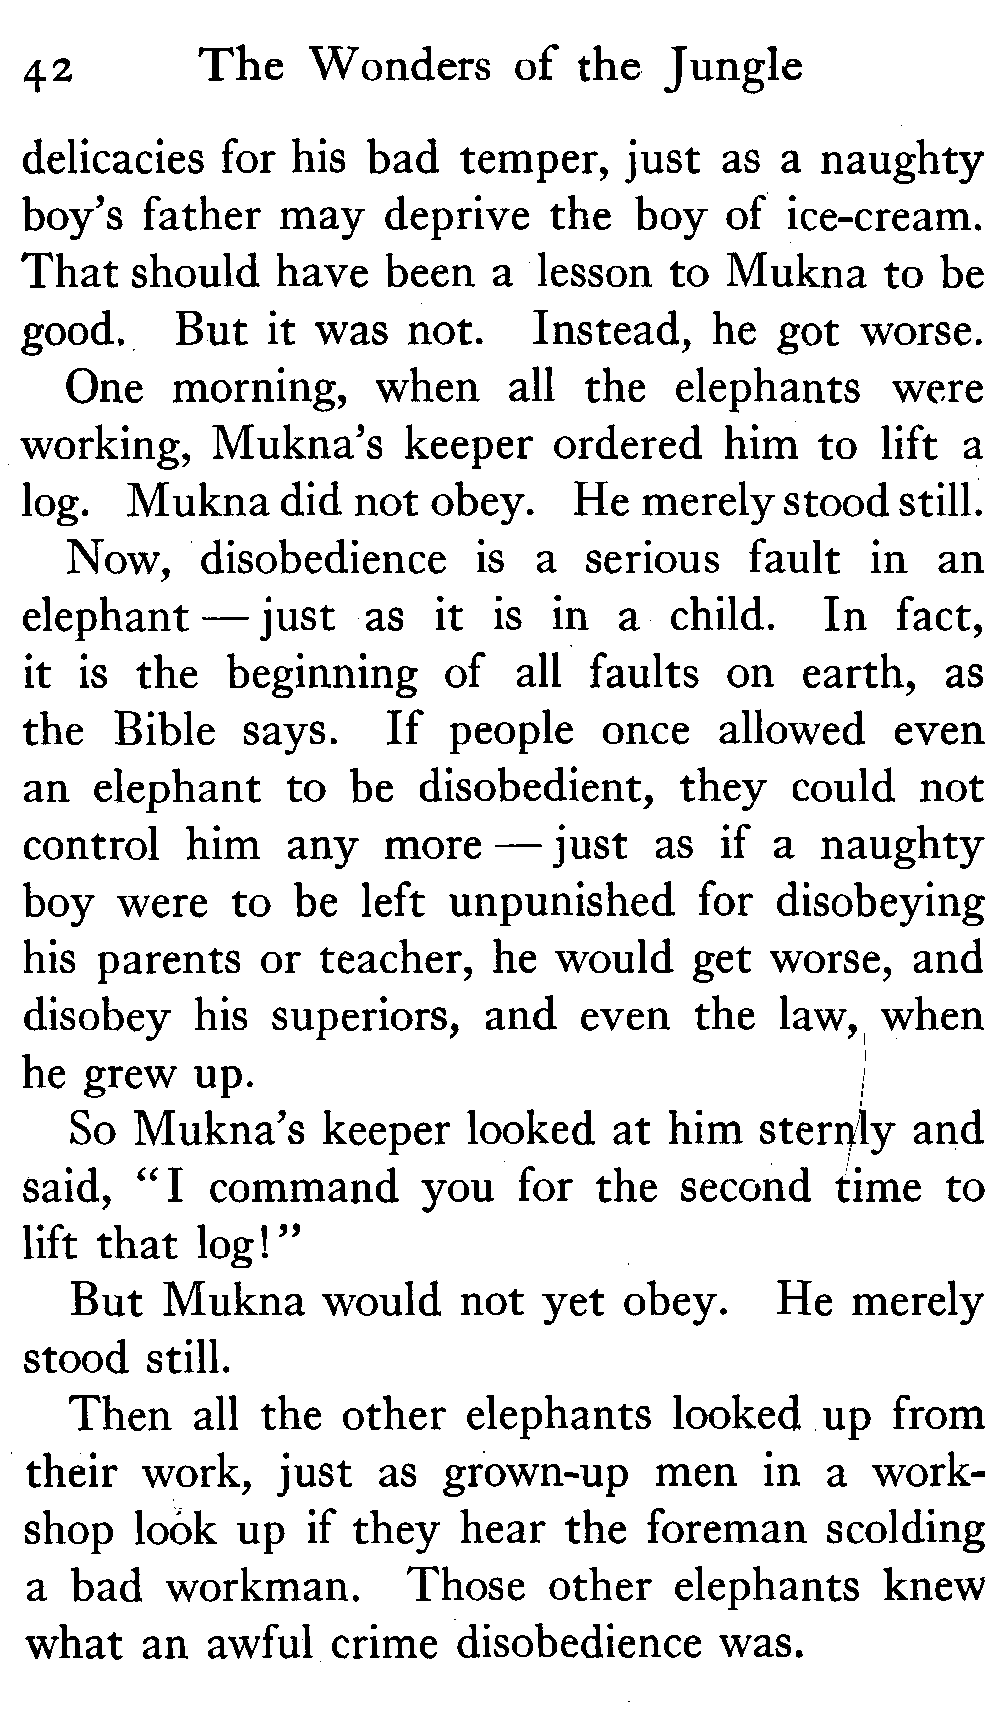 42 The Wonders of the Jungle
delicacies for his bad temper, just as a naughty
boy's father may deprive the boy of ice-cream.
That should have been a lesson to Mukna to be
good. But it was not. Instead, he got worse.
One morning, when all the elephants were
working, Mukna's keeper ordered him to lift a
log. Mukna did not obey. He merely stood still.
Now, disobedience is a serious fault in an
elephant — just as it is in a child. In fact,
it is the beginning of all faults on earth, as
the Bible says. If people once allowed even
an elephant to be disobedient, they could not
control him any more — just as if a naughty
boy were to be left unpunished for disobeying
his parents or teacher, he would get worse, and
disobey his superiors, and even the law, when
he grew up.
So Mukna's keeper looked at him sternly and
said, "I command you for the second time to
lift that log!"
But Mukna would not yet obey. He merely
stood still.
Then all the other elephants looked up from
their work, just as grown-up men in a work-
shop look up if they hear the foreman scolding
a bad workman. Those other elephants knew
what an awful crime disobedience was.